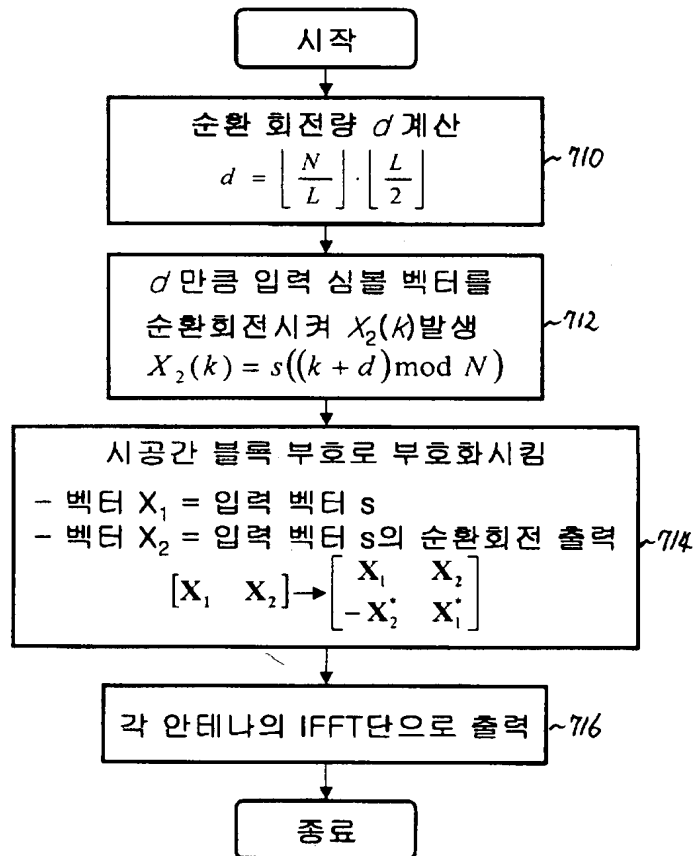 시작
순환 회전량 d 계산
d = ⌊N/L⌋ · ⌊L/2⌋
~710
d 만큼 입력 심볼 벡터를
순환회전시켜 X₂(k)발생
X₂(k) = s((k + d)mod N)
~712
시공간 블록 부호로 부호화시킴
– 벡터 X₁ = 입력 벡터 s
– 벡터 X₂ = 입력 벡터 s의 순환회전 출력
[X₁ X₂]→[X₁ X₂
−X₂* X₁*]
~714
각 안테나의 IFFT단으로 출력
~716
종료